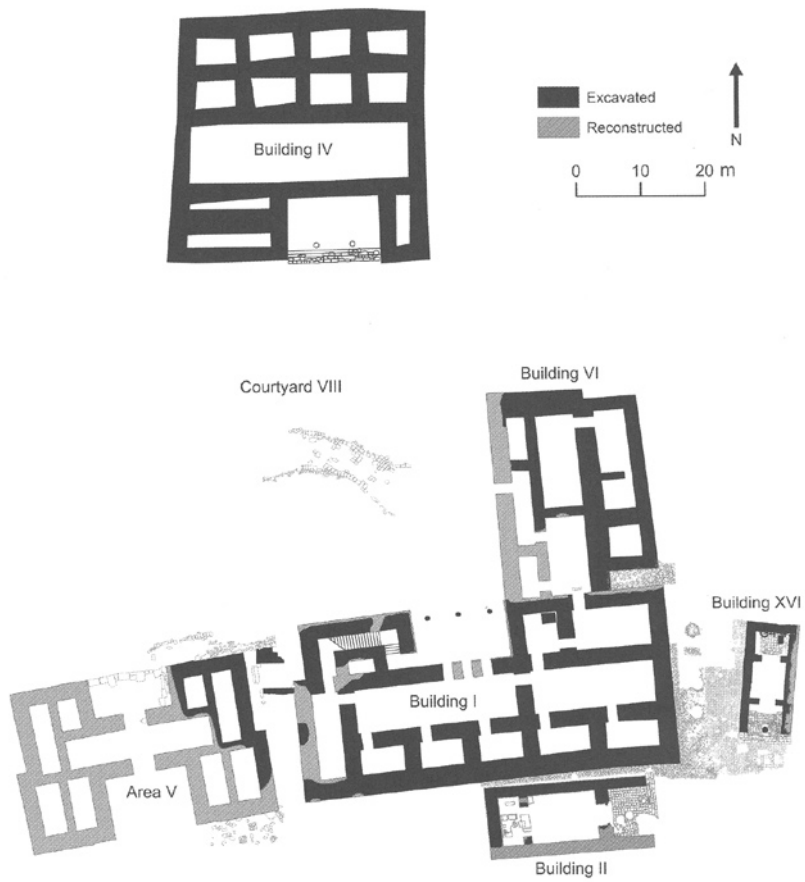 Building IV
Excavated
Reconstructed
N
0 10 20 m
Courtyard VIII
Building VI
Building XVI
Building I
Area V
Building II